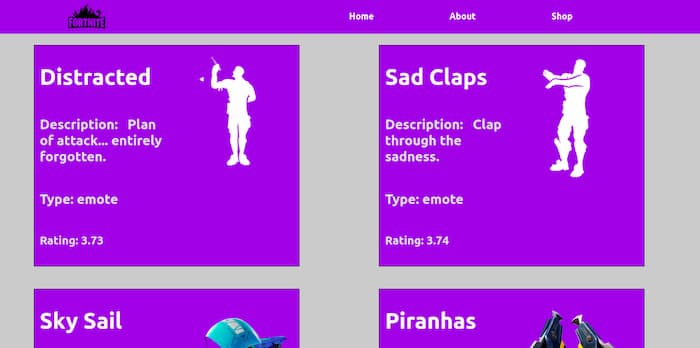 FORTNITE
Home
About
Shop
Distracted
Description: Plan
of attack... entirely
forgotten.
Type: emote
Rating: 3.73
Sad Claps
Description: Clap
through the
sadness.
Type: emote
Rating: 3.74
Sky Sail
Piranhas